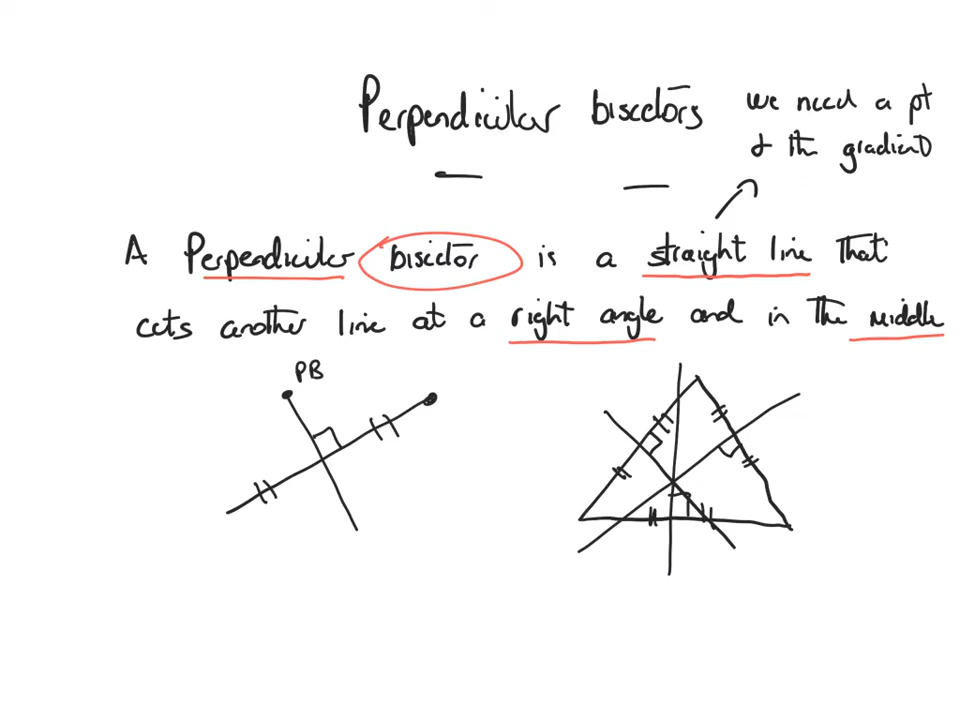 Perpendicular bisectors
we need a pt
& the gradient
A Perpendicular bisector is a straight line that
cuts another line at a right angle and in the middle
PB